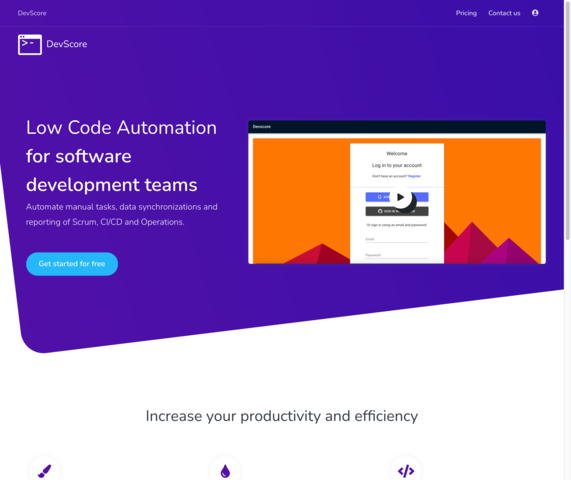 DevScore
Pricing
Contact us
DevScore
Low Code Automation
for software
development teams
Automate manual tasks, data synchronizations and
reporting of Scrum, CI/CD and Operations.
Get started for free
Devscore
Welcome
Log in to your account
Don't have an account? Register
Or sign in using an email and password
Email
Password
Increase your productivity and efficiency